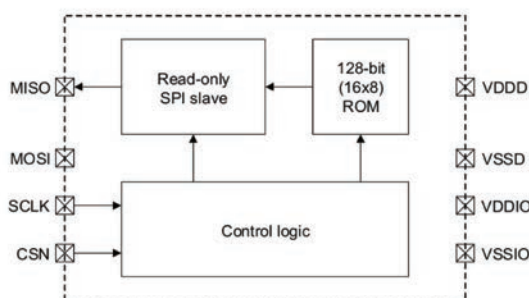 MISO
Read-only
SPI slave
128-bit
(16x8)
ROM
VDDD
MOSI
VSSD
SCLK
Control logic
VDDIO
CSN
VSSIO